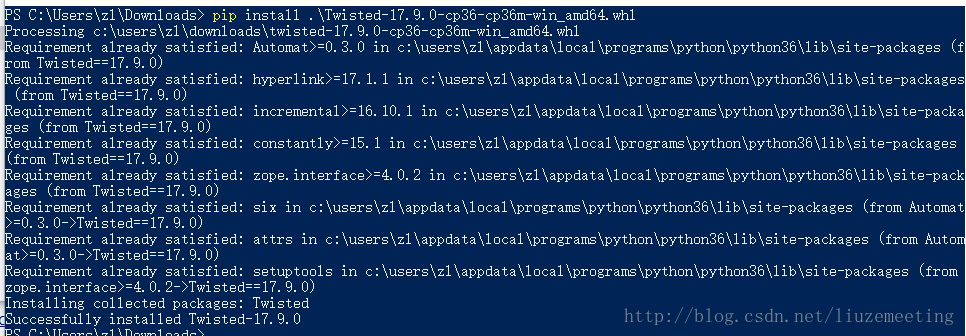 PS C:\Users\zl\Downloads> pip install .\Twisted-17.9.0-cp36-cp36m-win_amd64.whl
Processing c:\users\zl\downloads\twisted-17.9.0-cp36-cp36m-win_amd64.whl
Requirement already satisfied: Automat>=0.3.0 in c:\users\zl\appdata\local\programs\python\python36\lib\site-packages (f
rom Twisted==17.9.0)
Requirement already satisfied: hyperlink>=17.1.1 in c:\users\zl\appdata\local\programs\python\python36\lib\site-packages
 (from Twisted==17.9.0)
Requirement already satisfied: incremental>=16.10.1 in c:\users\zl\appdata\local\programs\python\python36\lib\site-packa
ges (from Twisted==17.9.0)
Requirement already satisfied: constantly>=15.1 in c:\users\zl\appdata\local\programs\python\python36\lib\site-packages
(from Twisted==17.9.0)
Requirement already satisfied: zope.interface>=4.0.2 in c:\users\zl\appdata\local\programs\python\python36\lib\site-pack
ages (from Twisted==17.9.0)
Requirement already satisfied: six in c:\users\zl\appdata\local\programs\python\python36\lib\site-packages (from Automat
>=0.3.0->Twisted==17.9.0)
Requirement already satisfied: attrs in c:\users\zl\appdata\local\programs\python\python36\lib\site-packages (from Autom
at>=0.3.0->Twisted==17.9.0)
Requirement already satisfied: setuptools in c:\users\zl\appdata\local\programs\python\python36\lib\site-packages (from
zope.interface>=4.0.2->Twisted==17.9.0)
Installing collected packages: Twisted
Successfully installed Twisted-17.9.0
http://blog.csdn.net/liuzemeeting
PS C:\Users\zl\Downloads>